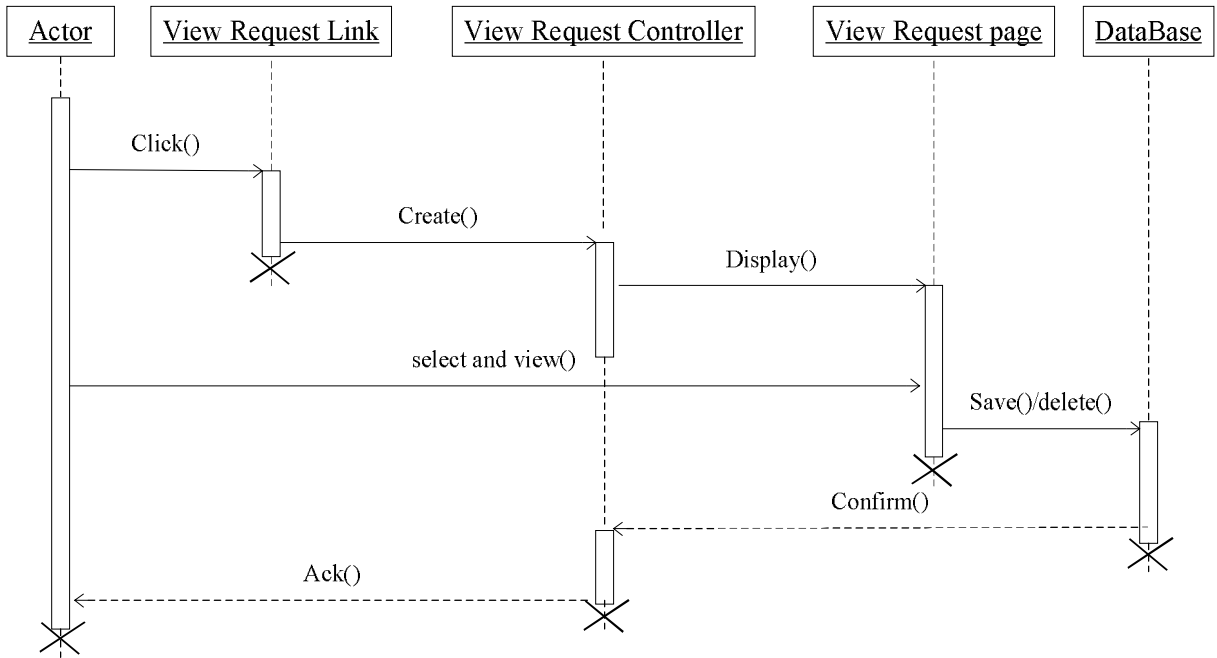 Actor
View Request Link
View Request Controller
View Request page
DataBase
Click()
Create()
Display()
select and view()
Save()/delete()
Confirm()
Ack()